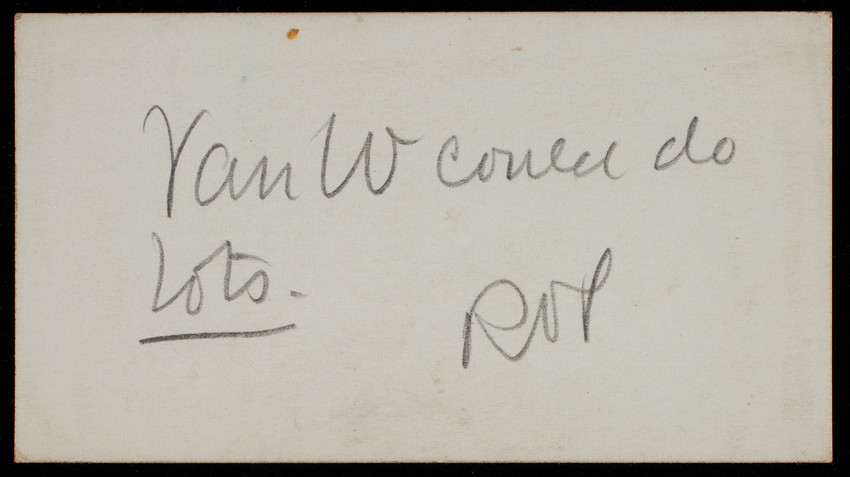 Van W could do
lots.
RVP